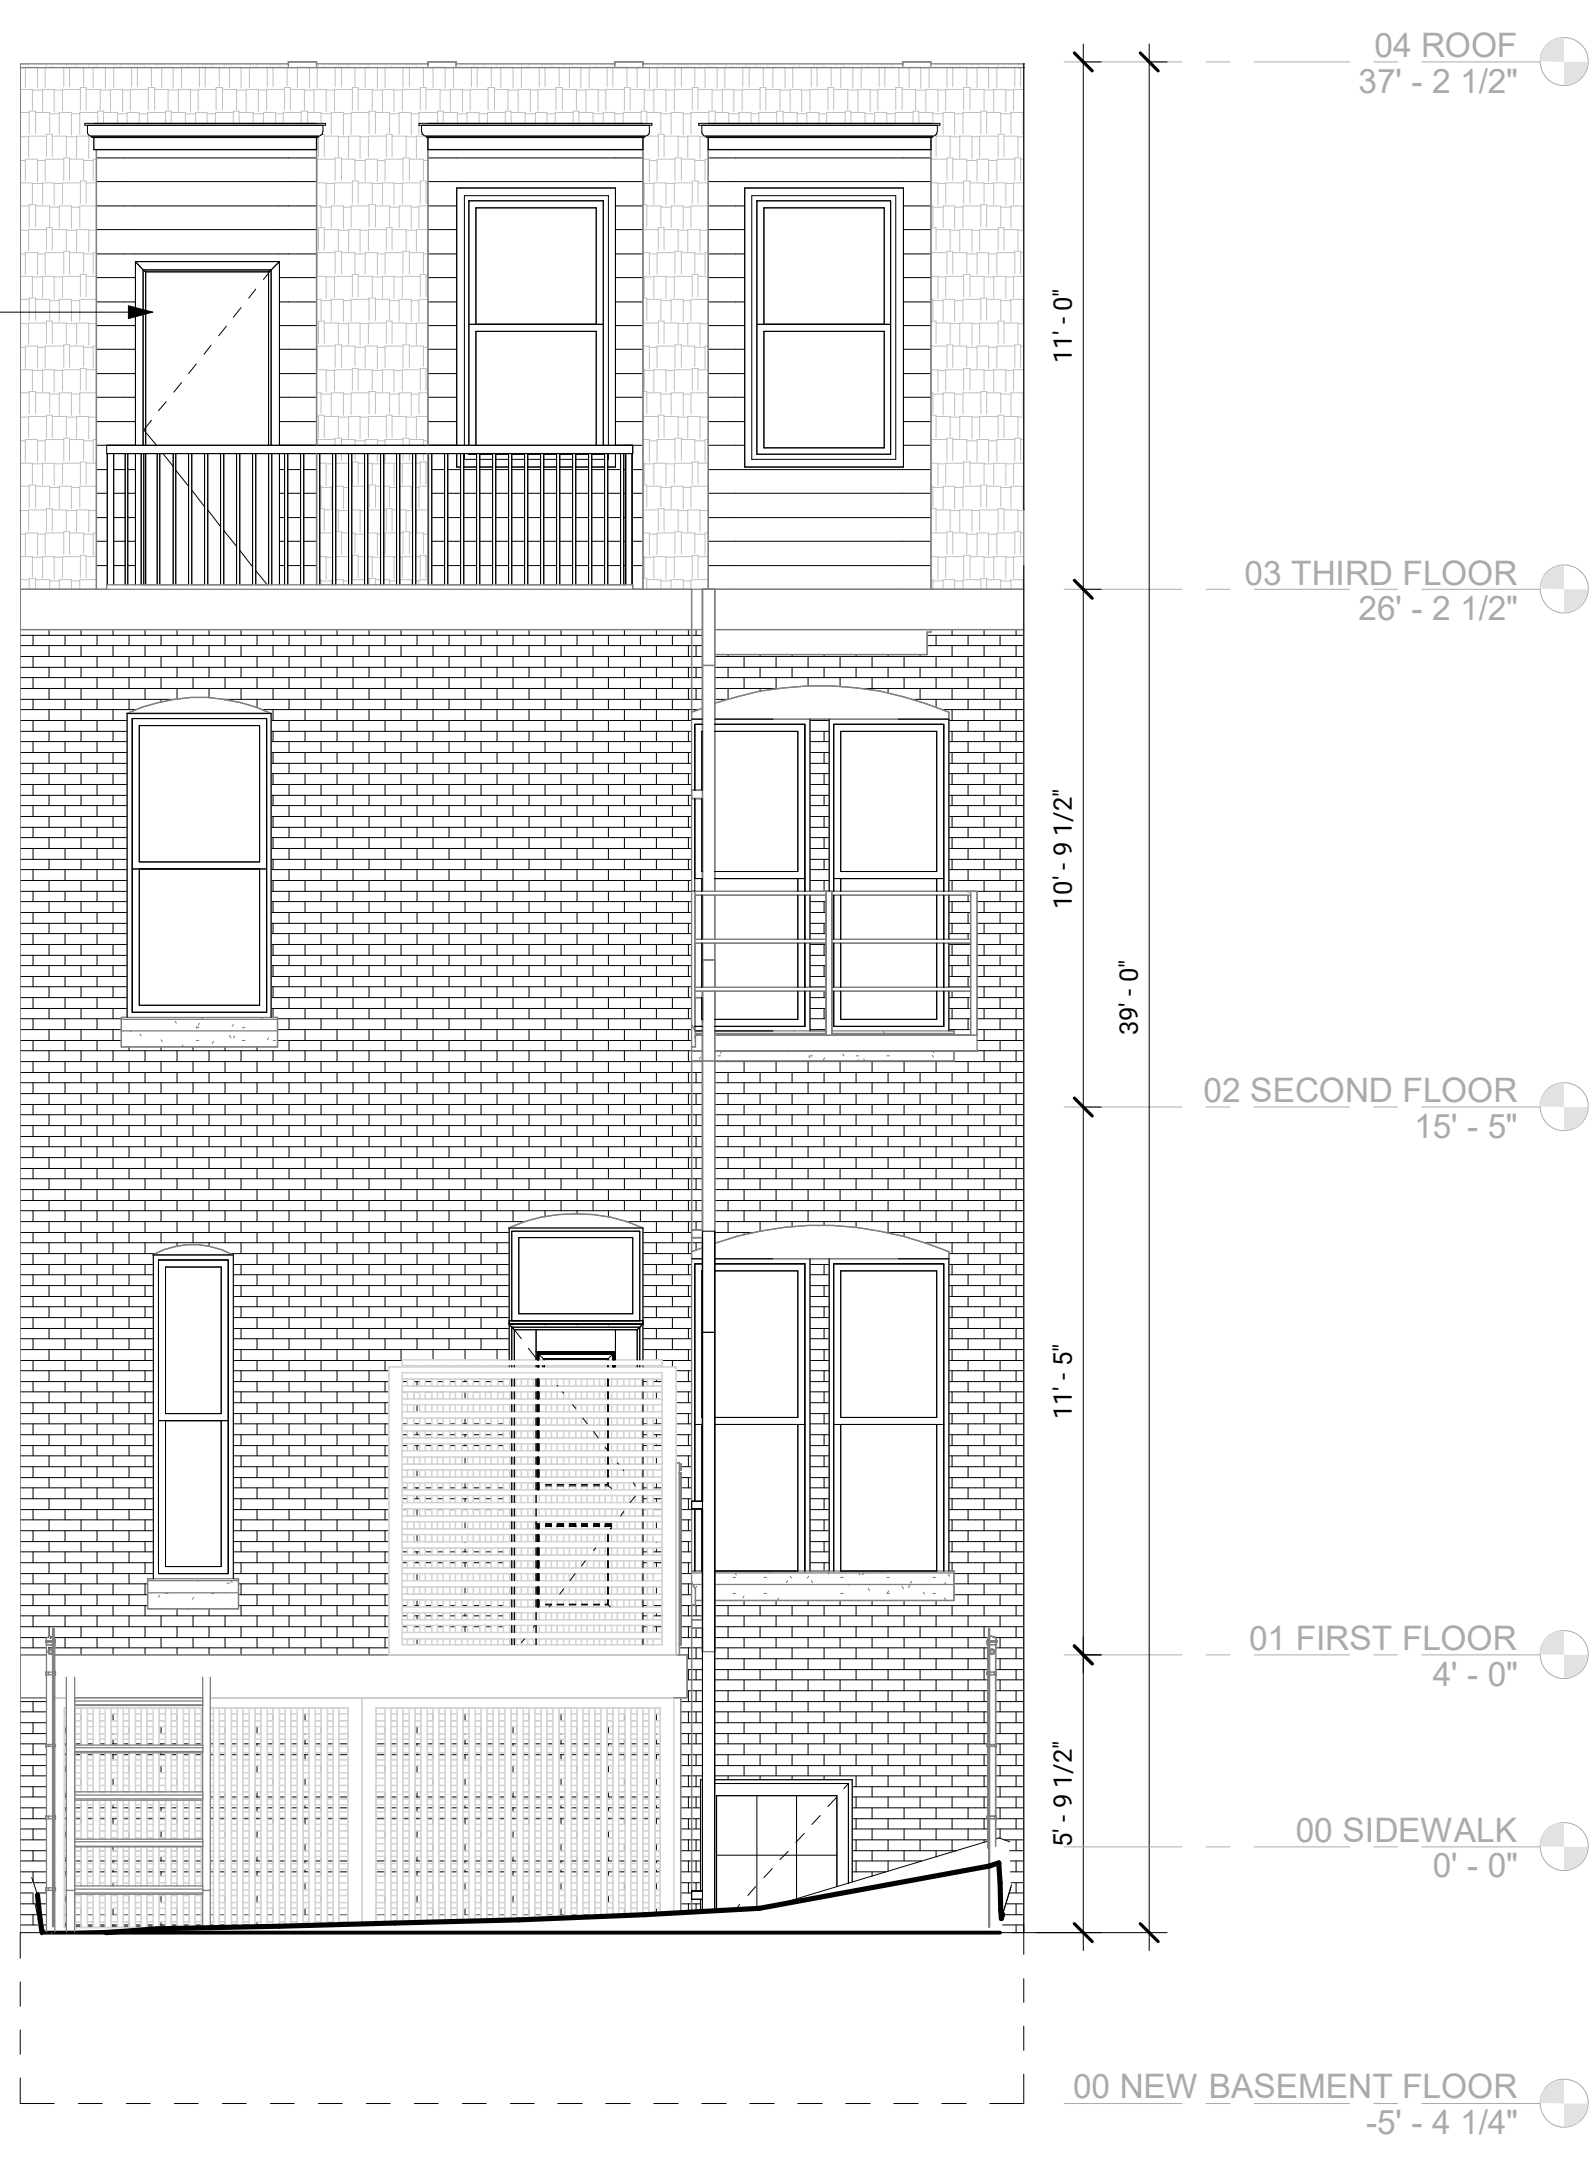 04 ROOF
37' - 2 1/2"
11' - 0"
03 THIRD FLOOR
26' - 2 1/2"
10' - 9 1/2"
39' - 0"
02 SECOND FLOOR
15' - 5"
11' - 5"
01 FIRST FLOOR
4' - 0"
5' - 9 1/2"
00 SIDEWALK
0' - 0"
00 NEW BASEMENT FLOOR
-5' - 4 1/4"